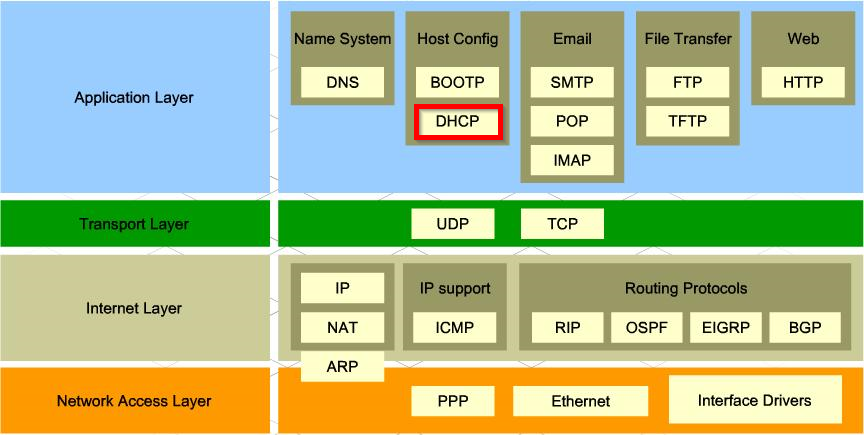 Application Layer
Name System
DNS
Host Config
BOOTP
DHCP
Email
SMTP
POP
IMAP
File Transfer
FTP
TFTP
Web
HTTP
Transport Layer
UDP
TCP
Internet Layer
IP
NAT
ARP
IP support
ICMP
Routing Protocols
RIP
OSPF
EIGRP
BGP
Network Access Layer
PPP
Ethernet
Interface Drivers